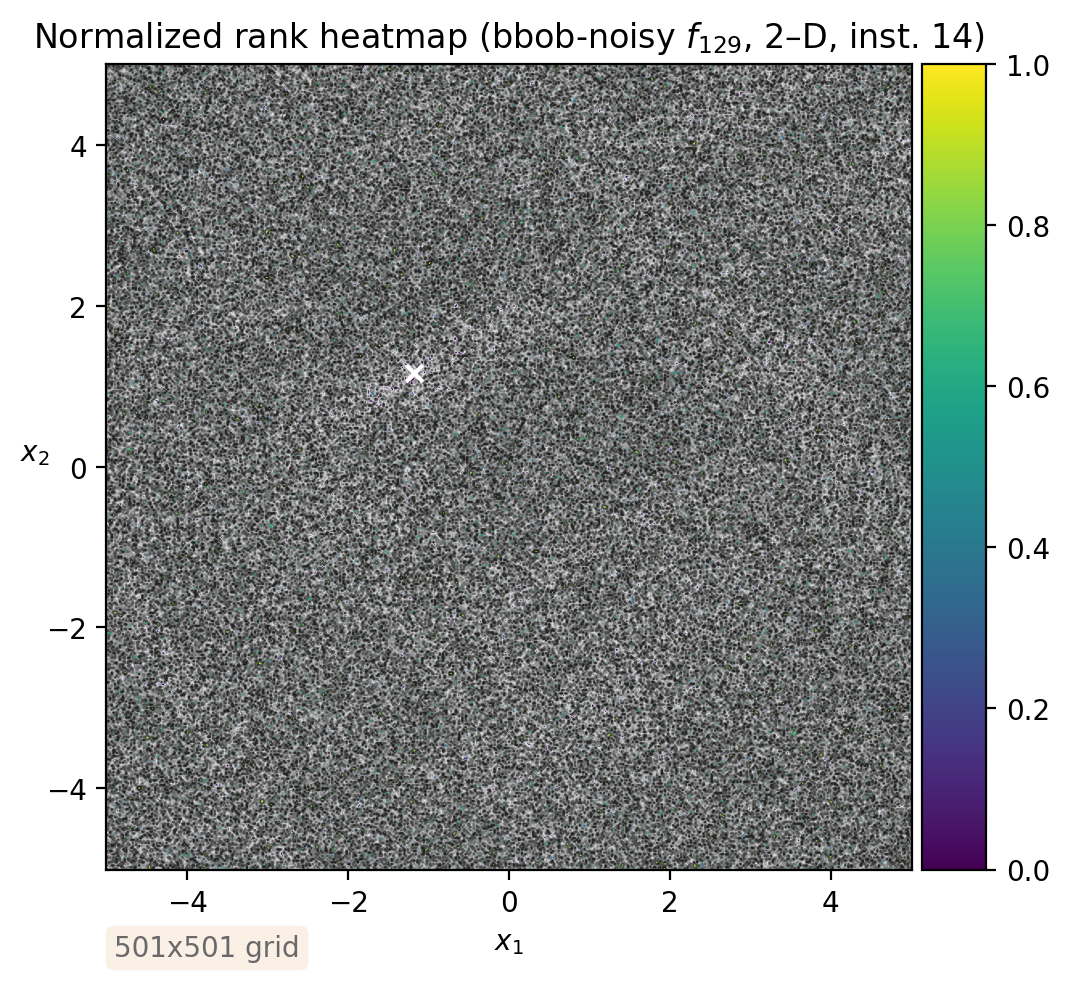 Normalized rank heatmap (bbob-noisy f₁₂₉, 2–D, inst. 14)
1.0
4
0.8
2
0.6
x₂ 0
0.4
−2
0.2
−4
0.0
−4 −2 0 2 4
501x501 grid x₁